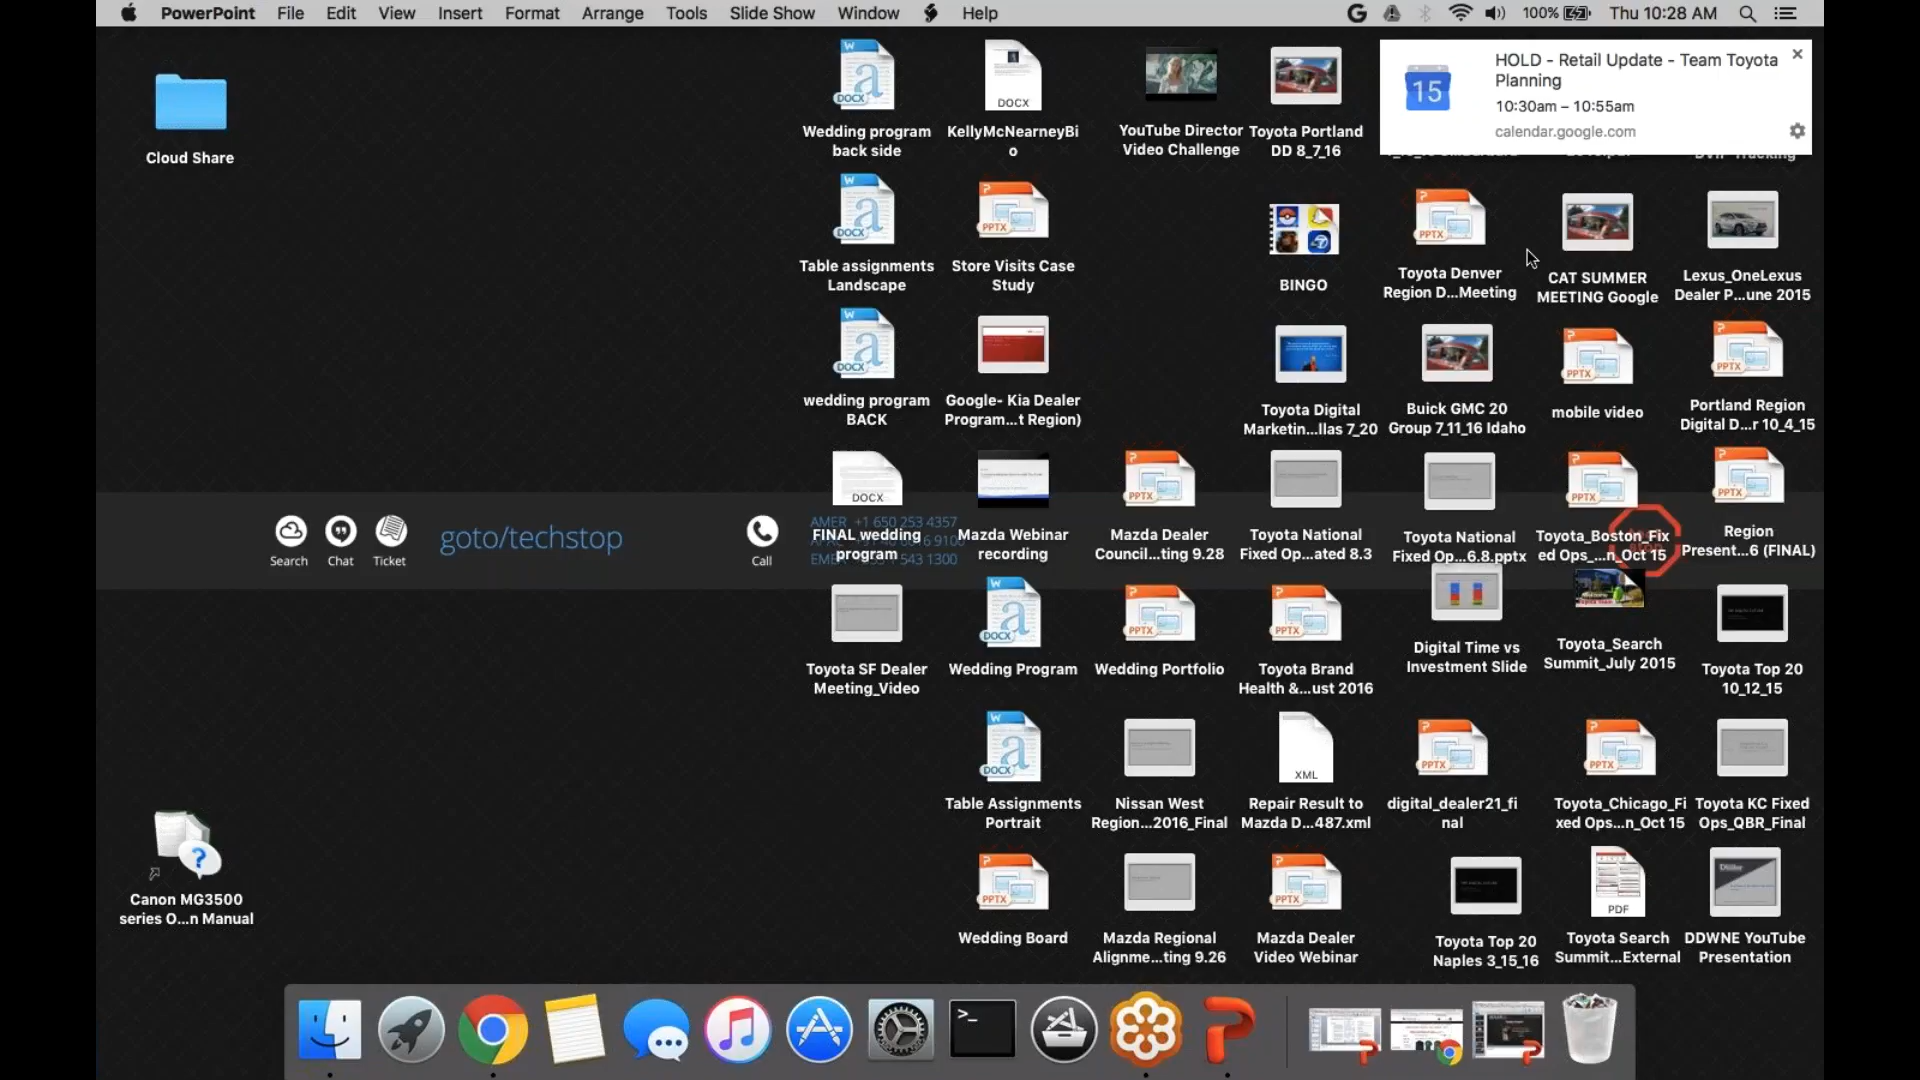 PowerPoint File Edit View Insert Format Arrange Tools Slide Show Window Help 100% Thu 10:28 AM
HOLD - Retail Update - Team Toyota
Planning
15
10:30am – 10:55am
calendar.google.com
Cloud Share
Wedding program
back side
KellyMcNearneyBi
o
YouTube Director
Video Challenge
Toyota Portland
DD 8_7_16
Table assignments
Landscape
Store Visits Case
Study
BINGO
Toyota Denver
Region D...Meeting
CAT SUMMER
MEETING Google
Lexus_OneLexus
Dealer P...une 2015
wedding program
BACK
Google- Kia Dealer
Program...t Region)
Toyota Digital
Marketin...llas 7_20
Buick GMC 20
Group 7_11_16 Idaho
mobile video
Portland Region
Digital D...r 10_4_15
Search
Chat
Ticket
goto/techstop
Call
AMER +1 650 253 4357
FINAL wedding
program
Mazda Webinar
recording
Mazda Dealer
Council...ting 9.28
Toyota National
Fixed Op...ated 8.3
Toyota National
Fixed Op...6.8.pptx
Toyota_Boston_Fix
ed Ops_...n_Oct 15
Region
Present...6 (FINAL)
Toyota SF Dealer
Meeting_Video
Wedding Program
Wedding Portfolio
Toyota Brand
Health &...ust 2016
Digital Time vs
Investment Slide
Toyota_Search
Summit_July 2015
Toyota Top 20
10_12_15
Table Assignments
Portrait
Nissan West
Region...2016_Final
XML
Repair Result to
Mazda D...487.xml
digital_dealer21_fi
nal
Toyota_Chicago_Fi
xed Ops...n_Oct 15
Toyota KC Fixed
Ops_QBR_Final
Canon MG3500
series O...n Manual
Wedding Board
Mazda Regional
Alignme...ting 9.26
Mazda Dealer
Video Webinar
Toyota Top 20
Naples 3_15_16
PDF
Toyota Search
Summit...External
DDWNE YouTube
Presentation